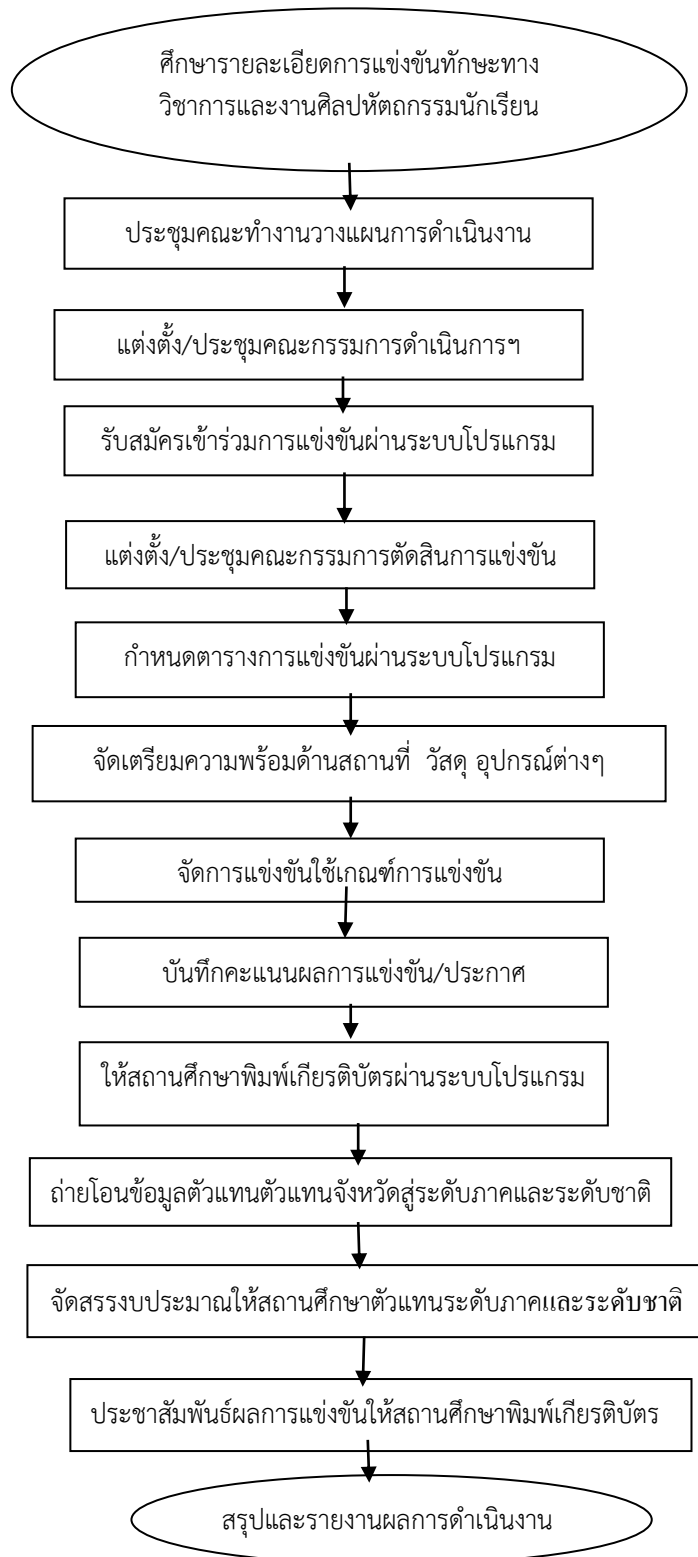 ศึกษารายละเอียดการแข่งขันทักษะทาง
วิชาการและงานศิลปหัตถกรรมนักเรียน
ประชุมคณะทำงานวางแผนการดำเนินงาน
แต่งตั้ง/ประชุมคณะกรรมการดำเนินการฯ
รับสมัครเข้าร่วมการแข่งขันผ่านระบบโปรแกรม
แต่งตั้ง/ประชุมคณะกรรมการตัดสินการแข่งขัน
กำหนดตารางการแข่งขันผ่านระบบโปรแกรม
จัดเตรียมความพร้อมด้านสถานที่ วัสดุ อุปกรณ์ต่างๆ
จัดการแข่งขันใช้เกณฑ์การแข่งขัน
บันทึกคะแนนผลการแข่งขัน/ประกาศ
ให้สถานศึกษาพิมพ์เกียรติบัตรผ่านระบบโปรแกรม
ถ่ายโอนข้อมูลตัวแทนตัวแทนจังหวัดสู่ระดับภาคและระดับชาติ
จัดสรรงบประมาณให้สถานศึกษาตัวแทนระดับภาคและระดับชาติ
ประชาสัมพันธ์ผลการแข่งขันให้สถานศึกษาพิมพ์เกียรติบัตร
สรุปและรายงานผลการดำเนินงาน